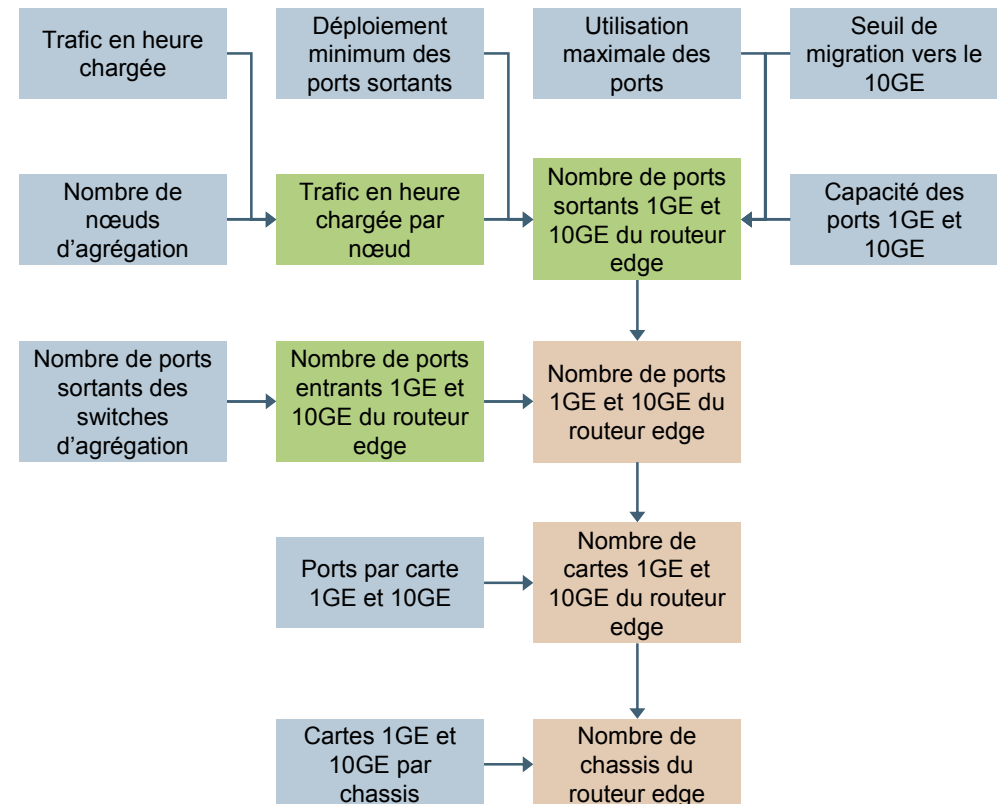 Trafic en heure
chargée
Déploiement
minimum des
ports sortants
Utilisation
maximale des
ports
Seuil de
migration vers le
10GE
Nombre de
nœuds
d’agrégation
Trafic en heure
chargée par
nœud
Nombre de ports
sortants 1GE et
10GE du routeur
edge
Capacité des
ports 1GE et
10GE
Nombre de ports
sortants des
switches
d’agrégation
Nombre de ports
entrants 1GE et
10GE du routeur
edge
Nombre de ports
1GE et 10GE du
routeur edge
Ports par carte
1GE et 10GE
Nombre de
cartes 1GE et
10GE du routeur
edge
Cartes 1GE et
10GE par
chassis
Nombre de
chassis du
routeur edge